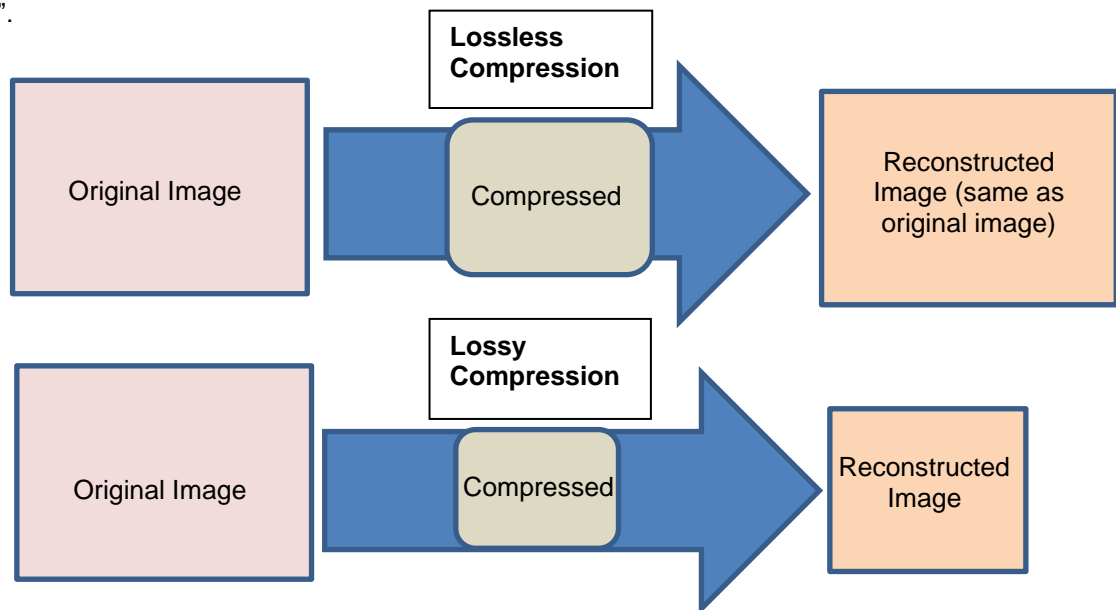 ”.
Lossless
Compression
Original Image
Compressed
Reconstructed
Image (same as
original image)
Lossy
Compression
Original Image
Compressed
Reconstructed
Image